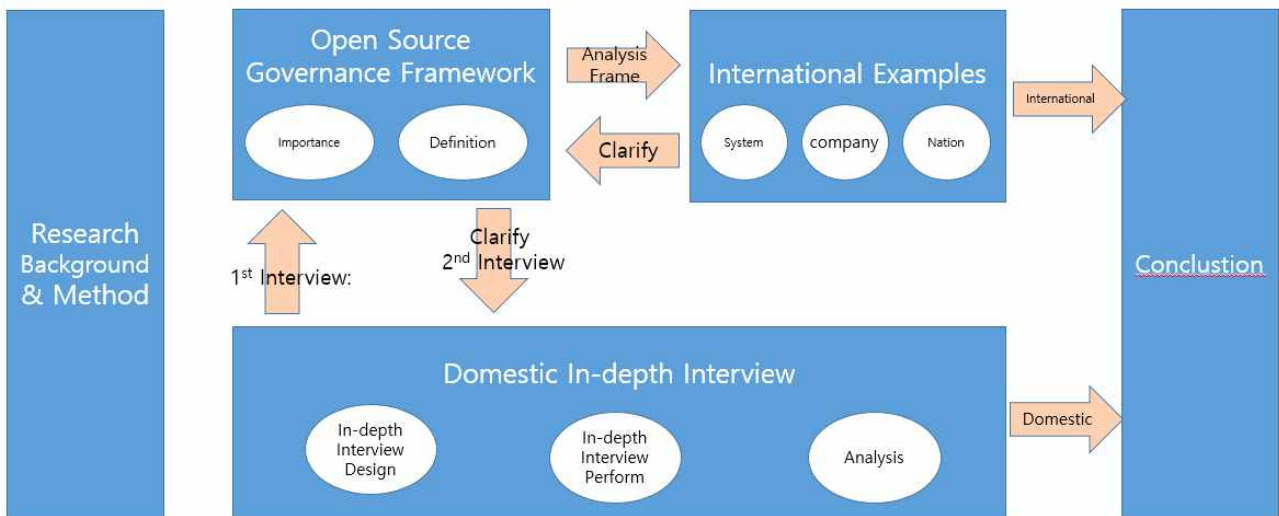 Research
Background
& Method
Open Source
Governance Framework
Importance
Definition
Analysis
Frame
Clarify
International Examples
System
company
Nation
International
1st Interview:
Clarify
2nd Interview
Domestic In-depth Interview
In-depth
Interview
Design
In-depth
Interview
Perform
Analysis
Domestic
Conclustion